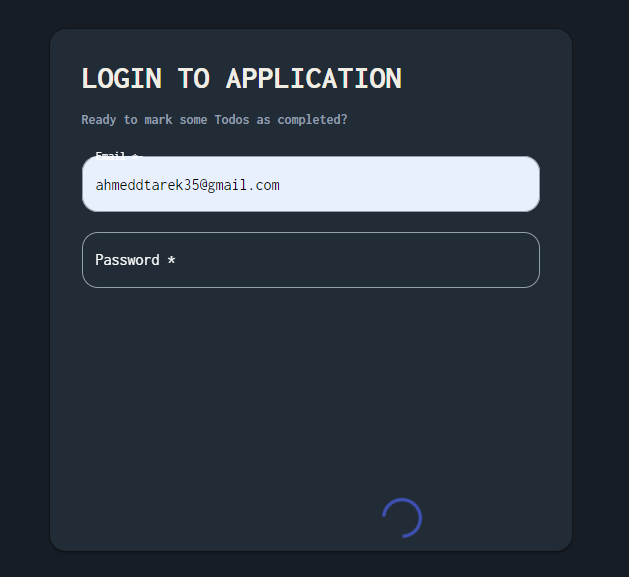 LOGIN TO APPLICATION
Ready to mark some Todos as completed?
Email *
ahmeddtarek35@gmail.com
Password *